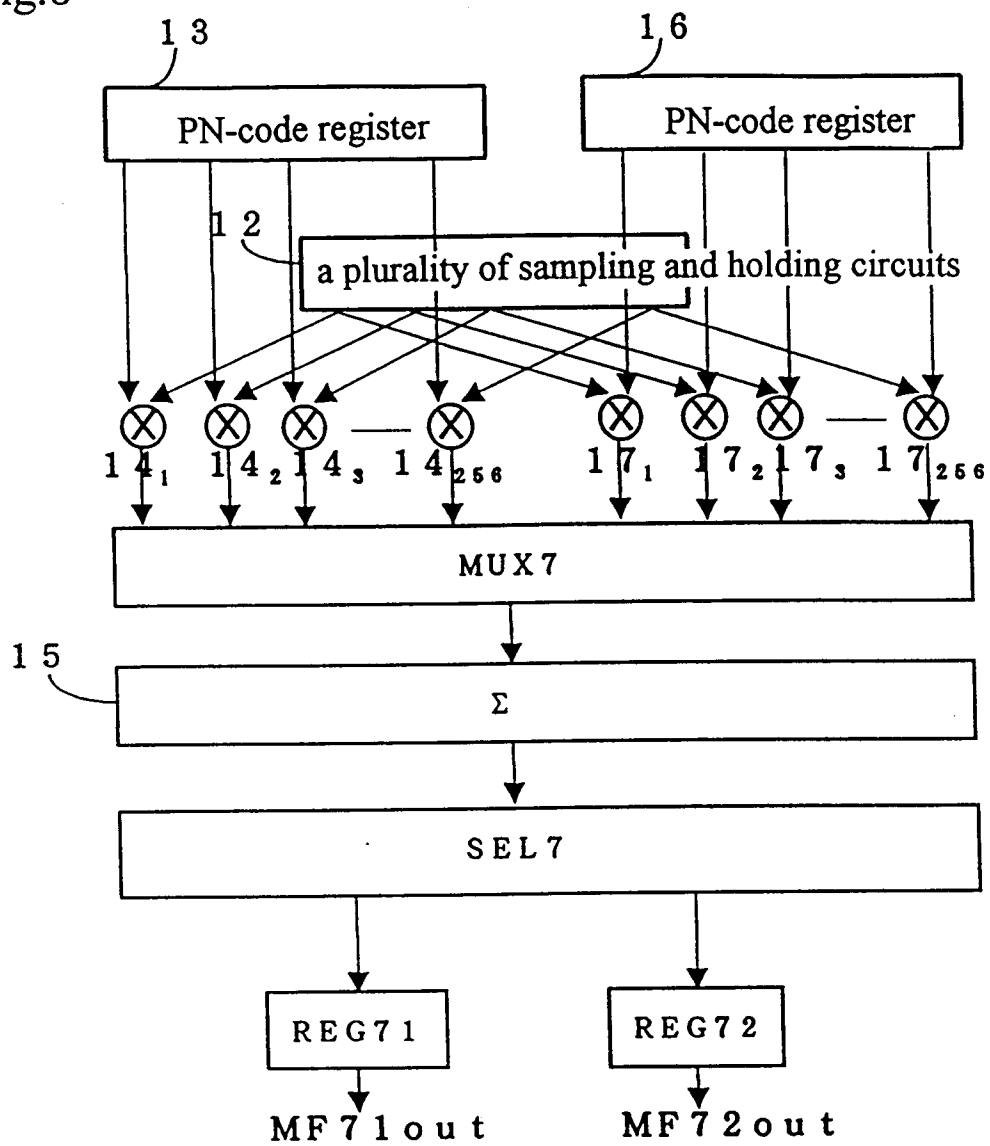 13
16
PN-code register
PN-code register
12
a plurality of sampling and holding circuits
14₁ 14₂ 14₃ — 14₂₅₆ 17₁ 17₂ 17₃ — 17₂₅₆
MUX7
15
Σ
SEL7
REG71
REG72
MF71out
MF72out